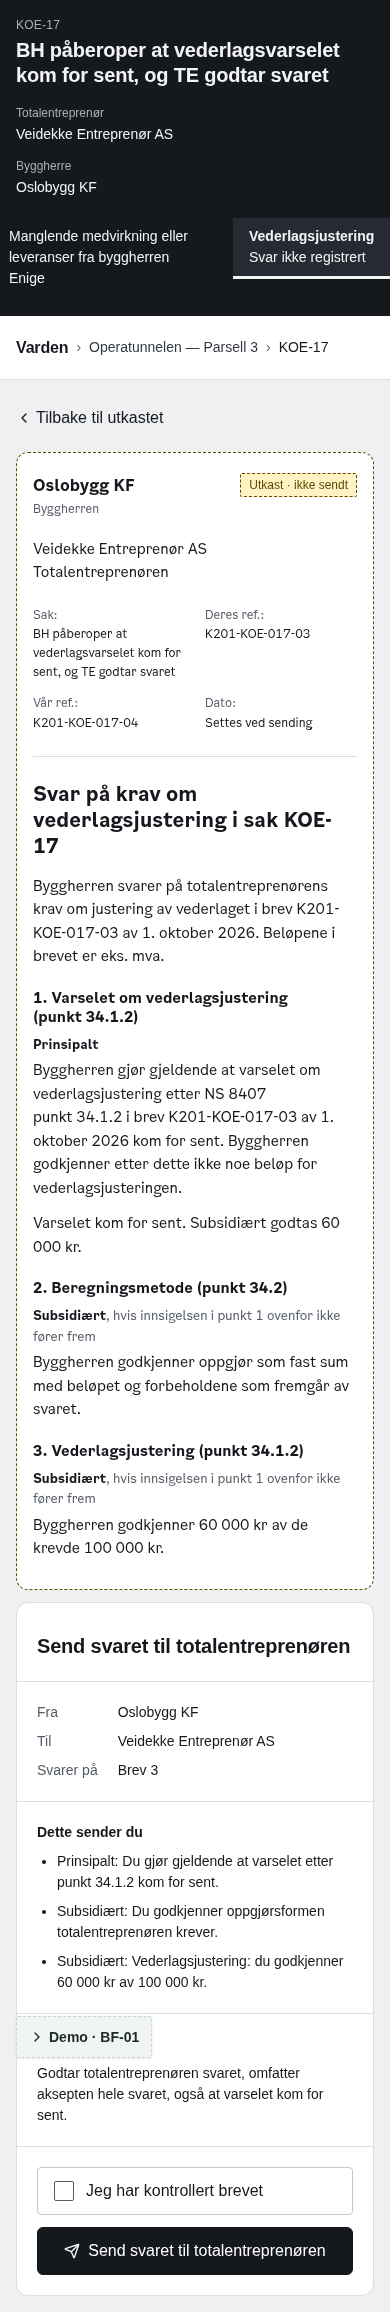 KOE-17
BH påberoper at vederlagsvarselet
kom for sent, og TE godtar svaret
Totalentreprenør
Veidekke Entreprenør AS
Byggherre
Oslobygg KF
Manglende medvirkning eller
leveranser fra byggherren
Enige
Vederlagsjustering
Svar ikke registrert
Varden › Operatunnelen — Parsell 3 › KOE-17
Tilbake til utkastet
Oslobygg KF
Utkast · ikke sendt
Byggherren
Veidekke Entreprenør AS
Totalentreprenøren
Sak:
BH påberoper at
vederlagsvarselet kom for
sent, og TE godtar svaret
Deres ref.:
K201-KOE-017-03
Vår ref.:
K201-KOE-017-04
Dato:
Settes ved sending
Svar på krav om
vederlagsjustering i sak KOE-
17
Byggherren svarer på totalentreprenørens
krav om justering av vederlaget i brev K201-
KOE-017-03 av 1. oktober 2026. Beløpene i
brevet er eks. mva.
1. Varselet om vederlagsjustering
(punkt 34.1.2)
Prinsipalt
Byggherren gjør gjeldende at varselet om
vederlagsjustering etter NS 8407
punkt 34.1.2 i brev K201-KOE-017-03 av 1.
oktober 2026 kom for sent. Byggherren
godkjenner etter dette ikke noe beløp for
vederlagsjusteringen.
Varselet kom for sent. Subsidiært godtas 60
000 kr.
2. Beregningsmetode (punkt 34.2)
Subsidiært, hvis innsigelsen i punkt 1 ovenfor ikke
fører frem
Byggherren godkjenner oppgjør som fast sum
med beløpet og forbeholdene som fremgår av
svaret.
3. Vederlagsjustering (punkt 34.1.2)
Subsidiært, hvis innsigelsen i punkt 1 ovenfor ikke
fører frem
Byggherren godkjenner 60 000 kr av de
krevde 100 000 kr.
Send svaret til totalentreprenøren
Fra Oslobygg KF
Til Veidekke Entreprenør AS
Svarer på Brev 3
Dette sender du
• Prinsipalt: Du gjør gjeldende at varselet etter
punkt 34.1.2 kom for sent.
• Subsidiært: Du godkjenner oppgjørsformen
totalentreprenøren krever.
• Subsidiært: Vederlagsjustering: du godkjenner
60 000 kr av 100 000 kr.
Demo · BF-01
Godtar totalentreprenøren svaret, omfatter
aksepten hele svaret, også at varselet kom for
sent.
Jeg har kontrollert brevet
Send svaret til totalentreprenøren